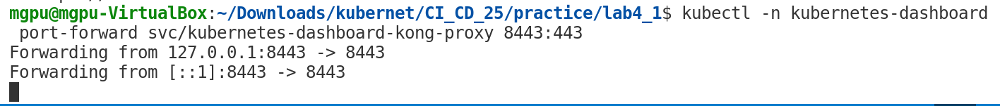 mgpu@mgpu-VirtualBox:~/Downloads/kubernet/CI_CD_25/practice/lab4_1$ kubectl -n kubernetes-dashboard
port-forward svc/kubernetes-dashboard-kong-proxy 8443:443
Forwarding from 127.0.0.1:8443 -> 8443
Forwarding from [::1]:8443 -> 8443